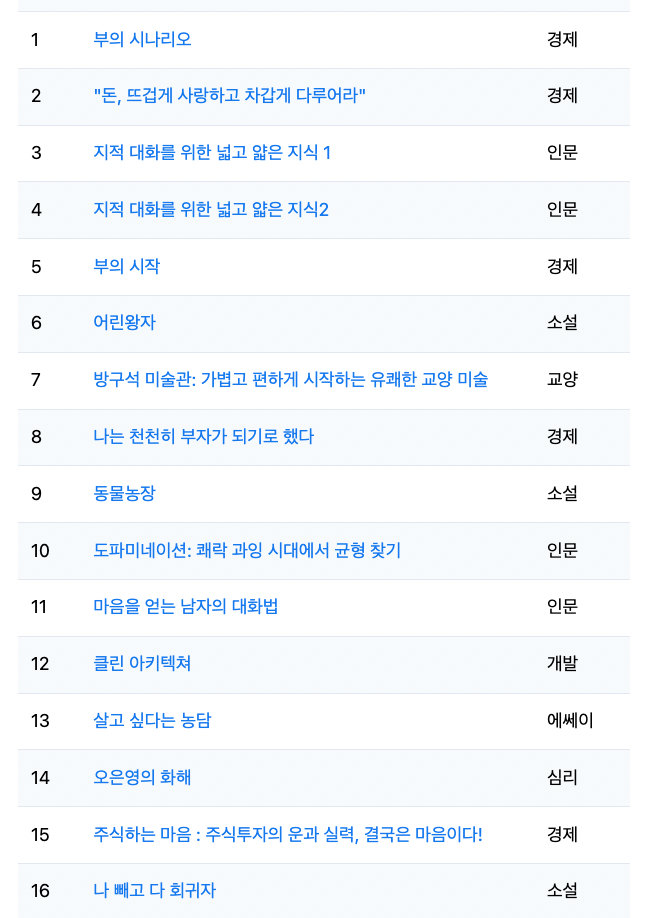 1 부의 시나리오 경제
2 "돈, 뜨겁게 사랑하고 차갑게 다루어라" 경제
3 지적 대화를 위한 넓고 얇은 지식 1 인문
4 지적 대화를 위한 넓고 얇은 지식2 인문
5 부의 시작 경제
6 어린왕자 소설
7 방구석 미술관: 가볍고 편하게 시작하는 유쾌한 교양 미술 교양
8 나는 천천히 부자가 되기로 했다 경제
9 동물농장 소설
10 도파미네이션: 쾌락 과잉 시대에서 균형 찾기 인문
11 마음을 얻는 남자의 대화법 인문
12 클린 아키텍쳐 개발
13 살고 싶다는 농담 에쎄이
14 오은영의 화해 심리
15 주식하는 마음 : 주식투자의 운과 실력, 결국은 마음이다! 경제
16 나 빼고 다 회귀자 소설